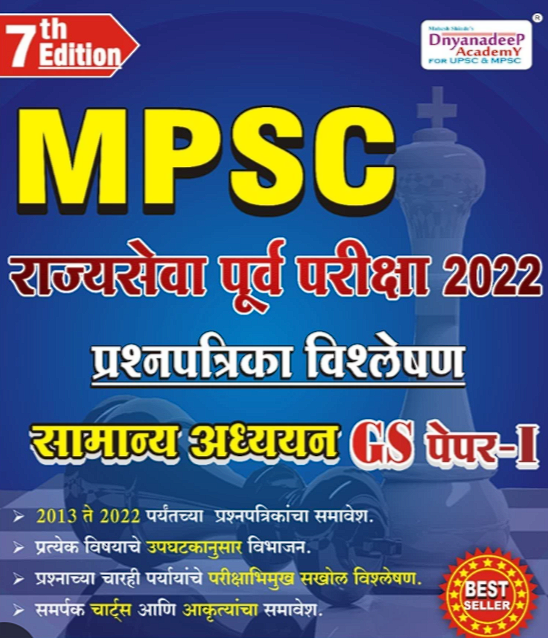 7th
Edition
Mahesh Shinde's
DnyanadeeP
AcademY
FOR UPSC & MPSC
®
MPSC
राज्यसेवा पूर्व परीक्षा 2022
प्रश्नपत्रिका विश्लेषण
सामान्य अध्ययन GS पेपर-I
➤ 2013 ते 2022 पर्यंतच्या प्रश्नपत्रिकांचा समावेश.
➤ प्रत्येक विषयाचे उपघटकानुसार विभाजन.
➤ प्रश्नाच्या चारही पर्यायांचे परीक्षाभिमुख सखोल विश्लेषण.
➤ समर्पक चार्ट्स आणि आकृत्यांचा समावेश.
BEST
SELLER